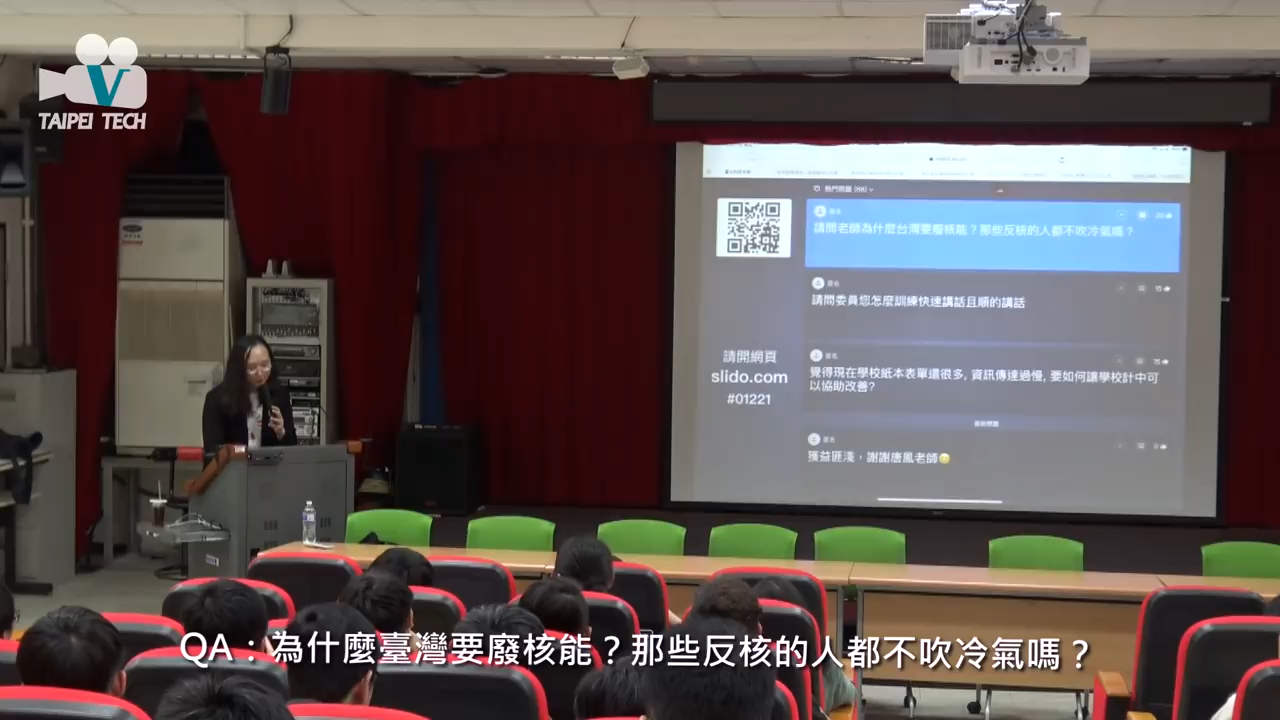 TAIPEI TECH
請問老師為什麼台灣要廢核能？那些反核的人都不吹冷氣嗎？
請問委員您怎麼訓練快速講話且順的講話
請開網頁
slido.com
#01221
覺得現在學校紙本表單還很多, 資訊傳達過慢, 要如何讓學校計中可
以協助改善?
獲益匪淺，謝謝唐鳳老師
QA：為什麼臺灣要廢核能？那些反核的人都不吹冷氣嗎？